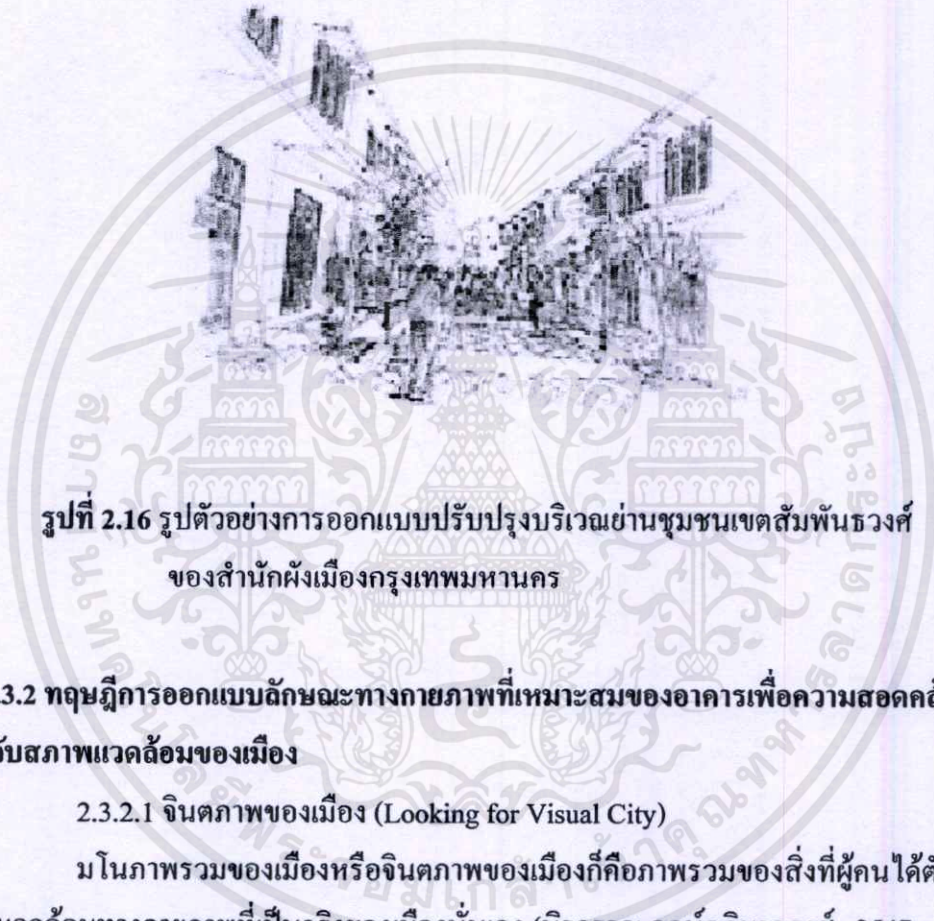 รูปที่ 2.16 รูปตัวอย่างการออกแบบปรับปรุงบริเวณย่านชุมชนเขตสัมพันธวงศ์
ของสำนักผังเมืองกรุงเทพมหานคร
3.2 ทฤษฎีการออกแบบลักษณะทางกายภาพที่เหมาะสมของอาคารเพื่อความสอดคล้
ับสภาพแวดล้อมของเมือง
2.3.2.1 จินตภาพของเมือง (Looking for Visual City)
มโนภาพรวมของเมืองหรือจินตภาพของเมืองก็คือภาพรวมของสิ่งที่ผู้คนได้ตั